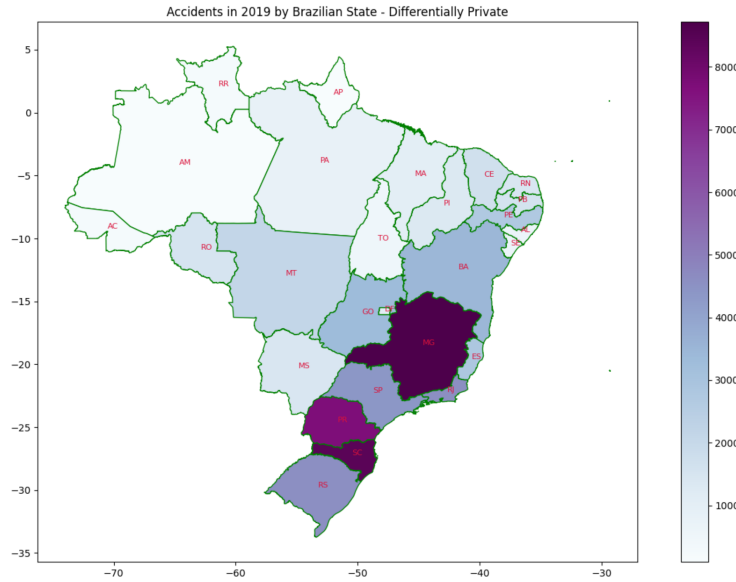 Accidents in 2019 by Brazilian State - Differentially Private
5
0
−5
−10
−15
−20
−25
−30
−35
−70
−60
−50
−40
−30
RR
AP
AM
PA
MA
CE
RN
PI
PB
PE
AL
SE
AC
TO
RO
BA
MT
GO
DF
MG
ES
MS
SP
RJ
PR
SC
RS
8000
7000
6000
5000
4000
3000
2000
1000